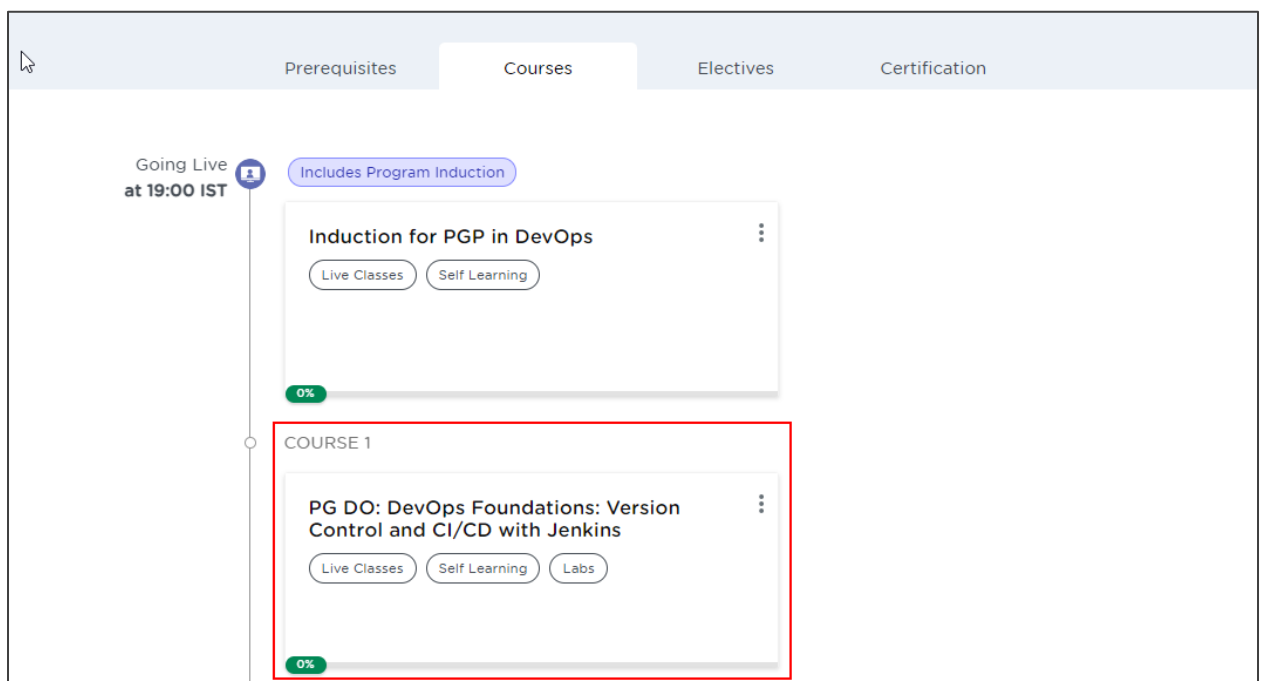 Prerequisites Courses Electives Certification
Going Live
at 19:00 IST
Includes Program Induction
Induction for PGP in DevOps
Live Classes Self Learning
0%
COURSE 1
PG DO: DevOps Foundations: Version
Control and CI/CD with Jenkins
Live Classes Self Learning Labs
0%